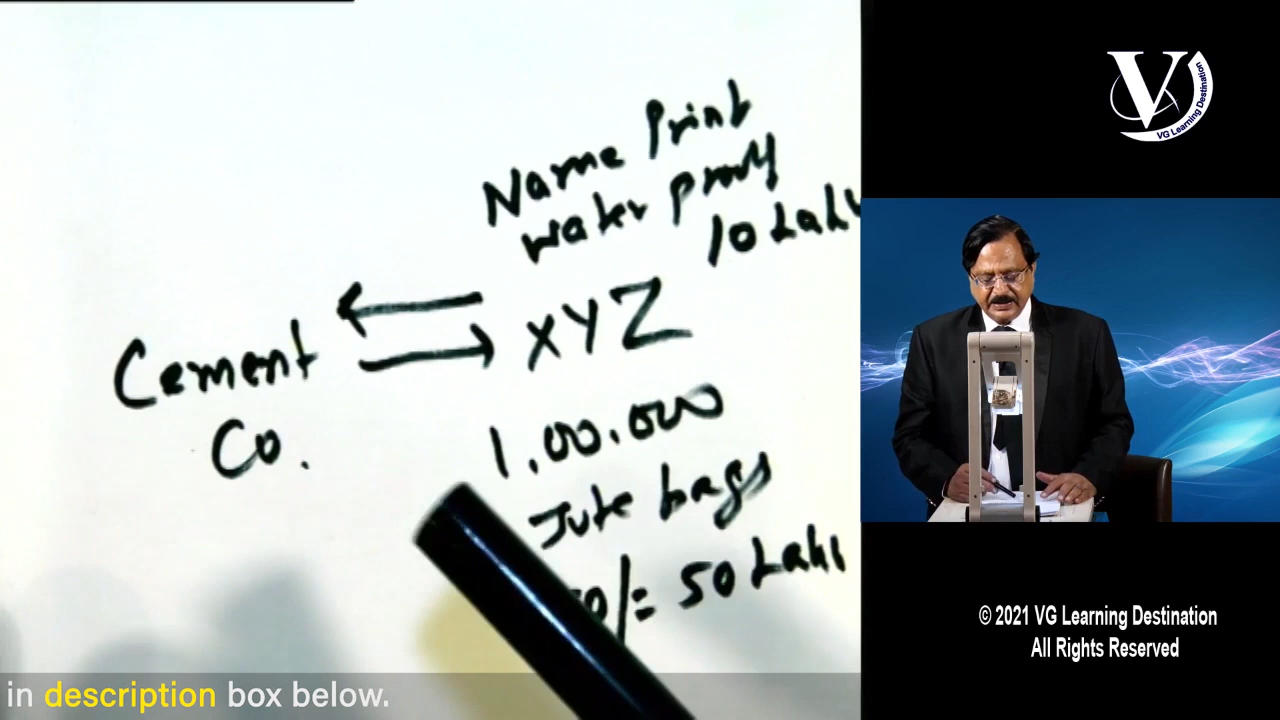 Name Print
water proof
10 Lakh
XYZ
Cement
Co.
1.00.000
Jute bags
50 Lakhs
in description box below.
V
VG Learning Destination
© 2021 VG Learning Destination
All Rights Reserved